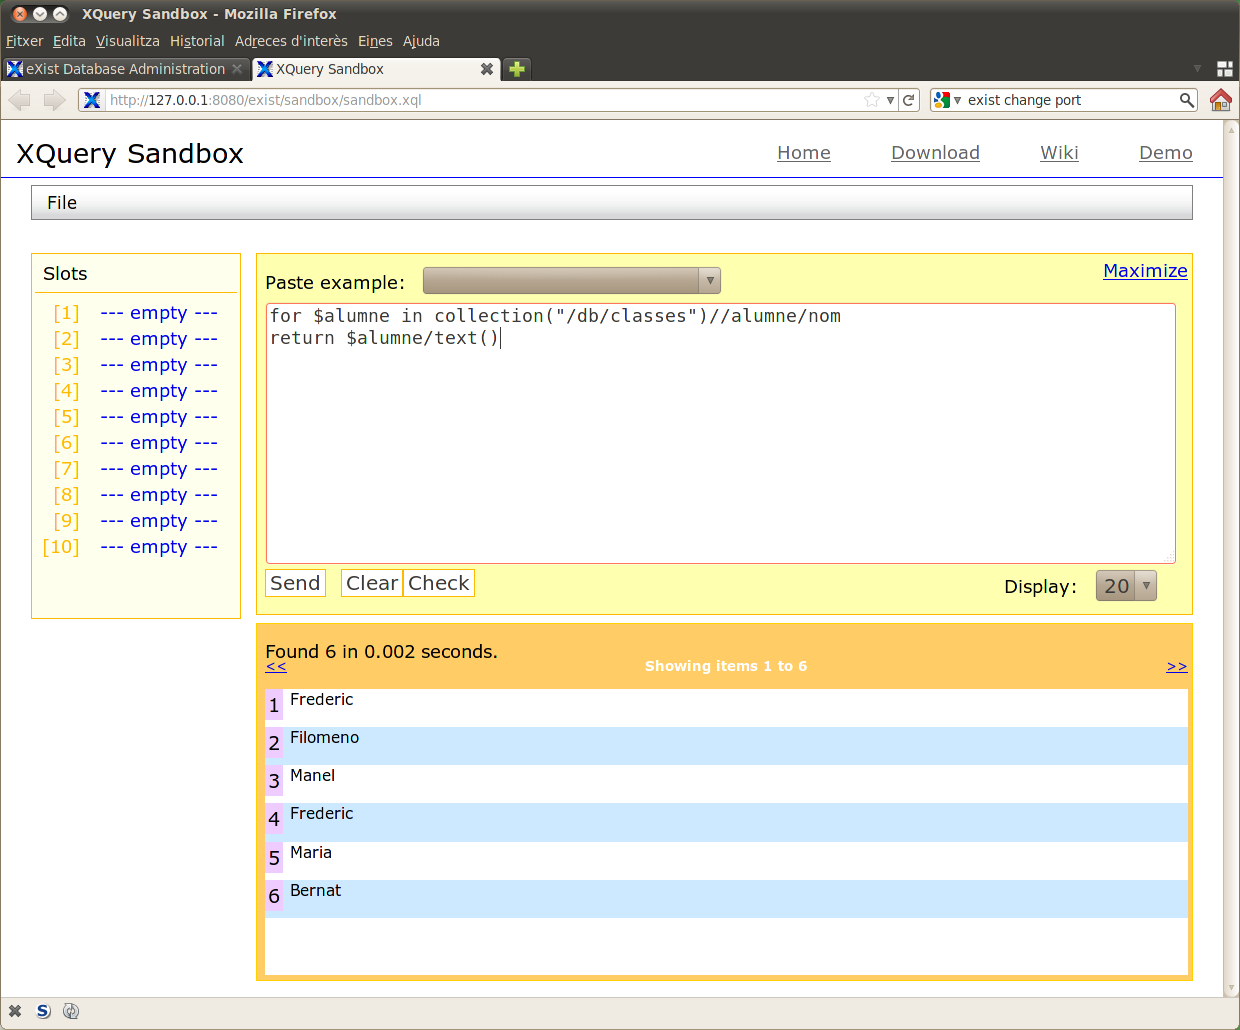 XQuery Sandbox - Mozilla Firefox
Fitxer Edita Visualitza Historial Adreces d'interès Eines Ajuda
eXist Database Administration XQuery Sandbox
http://127.0.0.1:8080/exist/sandbox/sandbox.xql exist change port
XQuery Sandbox Home Download Wiki Demo
File
Slots
[1] --- empty ---
[2] --- empty ---
[3] --- empty ---
[4] --- empty ---
[5] --- empty ---
[6] --- empty ---
[7] --- empty ---
[8] --- empty ---
[9] --- empty ---
[10] --- empty ---
Paste example: Maximize
for $alumne in collection("/db/classes")//alumne/nom
return $alumne/text()
Send Clear Check Display: 20
Found 6 in 0.002 seconds.
<< Showing items 1 to 6 >>
1 Frederic
2 Filomeno
3 Manel
4 Frederic
5 Maria
6 Bernat
S